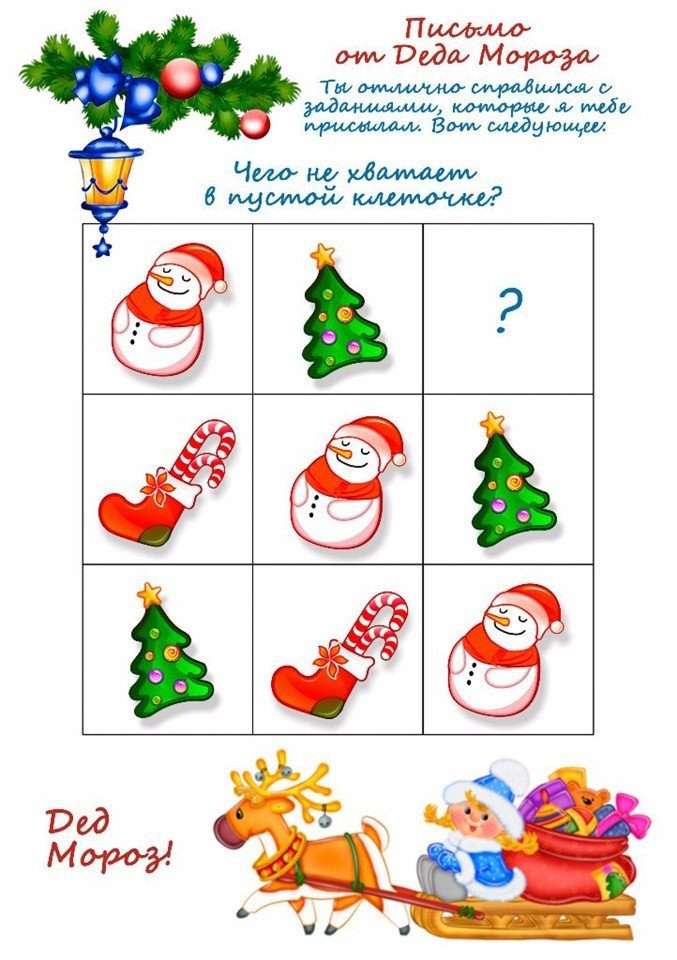 Письмо
от Деда Мороза
Ты отлично справился с
заданиями, которые я тебе
присылал. Вот следующее:
Чего не хватает
в пустой клеточке?
?
Дед
Мороз!